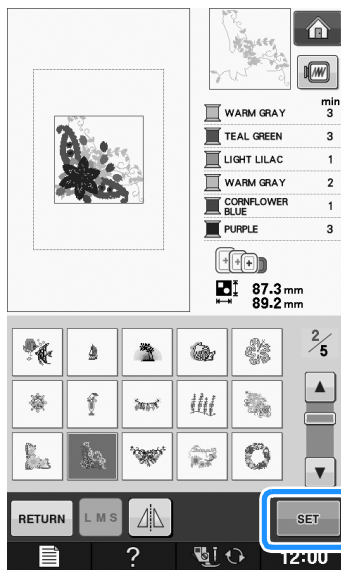 min
WARM GRAY 3
TEAL GREEN 3
LIGHT LILAC 1
WARM GRAY 2
CORNFLOWER
BLUE 1
PURPLE 3
87.3 mm
89.2 mm
2/5
RETURN
L M S
SET
?
12:00